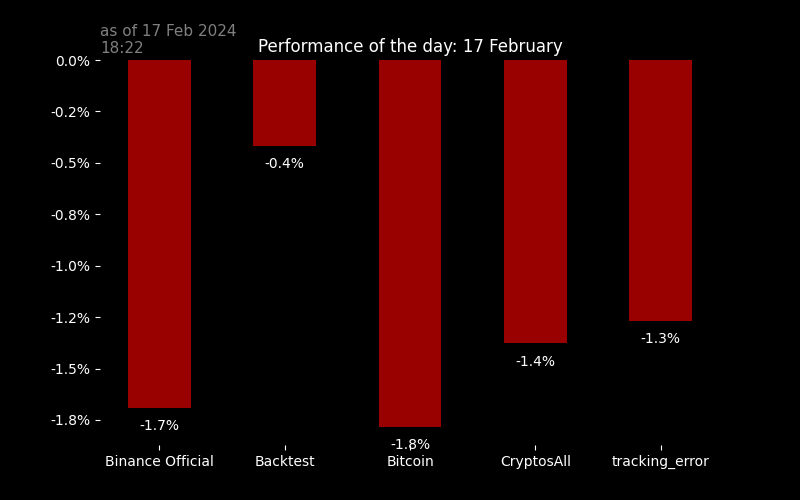 as of 17 Feb 2024
18:22
Performance of the day: 17 February
0.0%
-0.2%
-0.5%
-0.8%
-1.0%
-1.2%
-1.5%
-1.8%
-1.7%
-0.4%
-1.8%
-1.4%
-1.3%
Binance Official
Backtest
Bitcoin
CryptosAll
tracking_error